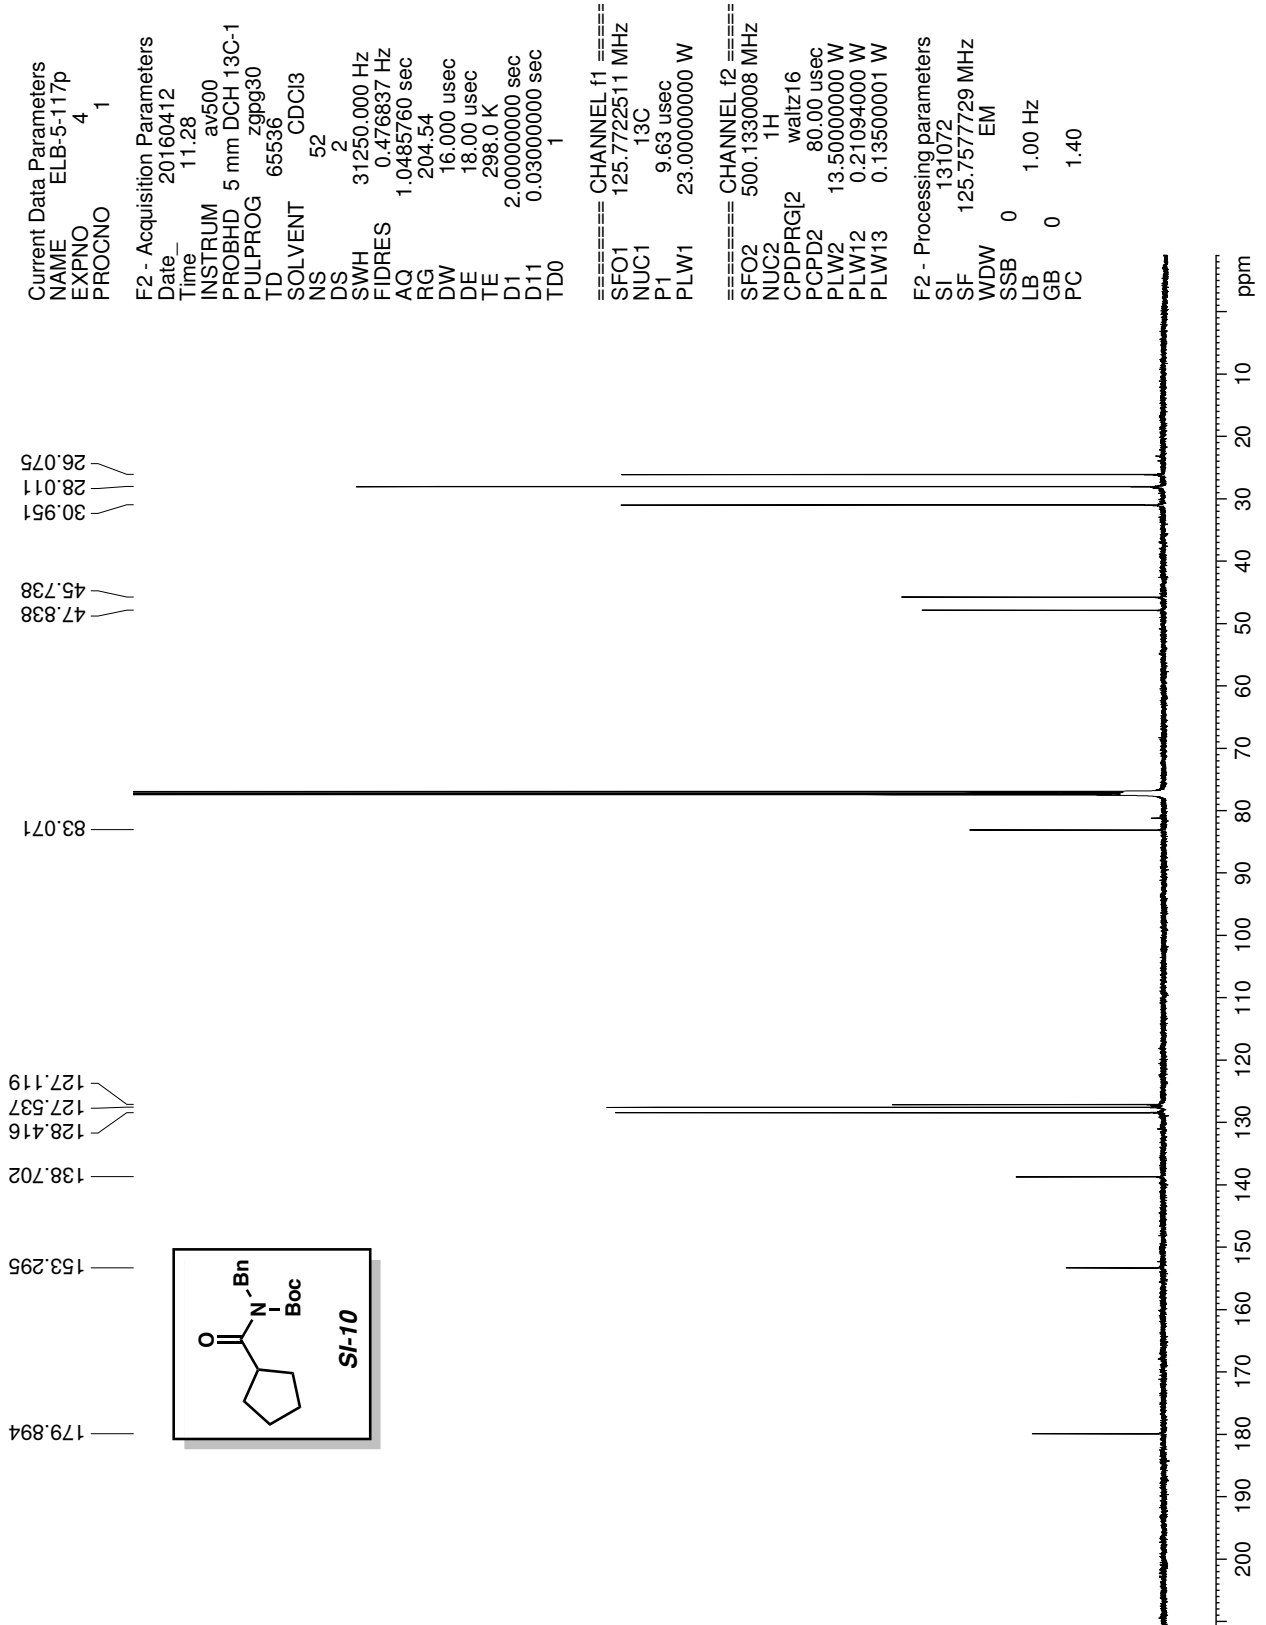 Current Data Parameters
NAME ELB-5-117p
EXPNO 4
PROCNO 1
F2 - Acquisition Parameters
Date_ 20160412
Time 11.28
INSTRUM av500
PROBHD 5 mm DCH 13C-1
PULPROG zgpg30
TD 65536
SOLVENT CDCl3
NS 52
DS 2
SWH 31250.000 Hz
FIDRES 0.476837 Hz
AQ 1.0485760 sec
RG 204.54
DW 16.000 usec
DE 18.00 usec
TE 298.0 K
D1 2.00000000 sec
D11 0.03000000 sec
TD0 1
======== CHANNEL f1 ========
SFO1 125.7722511 MHz
NUC1 13C
P1 9.63 usec
PLW1 23.00000000 W
======== CHANNEL f2 ========
SFO2 500.1330008 MHz
NUC2 1H
CPDPRG[2 waltz16
PCPD2 80.00 usec
PLW2 13.50000000 W
PLW12 0.21094000 W
PLW13 0.13500001 W
F2 - Processing parameters
SI 131072
SF 125.7577729 MHz
WDW EM
SSB 0
LB 1.00 Hz
GB 0
PC 1.40
179.894
153.295
138.702
128.416
127.537
127.119
83.071
47.838
45.738
30.951
28.011
26.075
O
N
Bn
Boc
SI-10
200 190 180 170 160 150 140 130 120 110 100 90 80 70 60 50 40 30 20 10 ppm